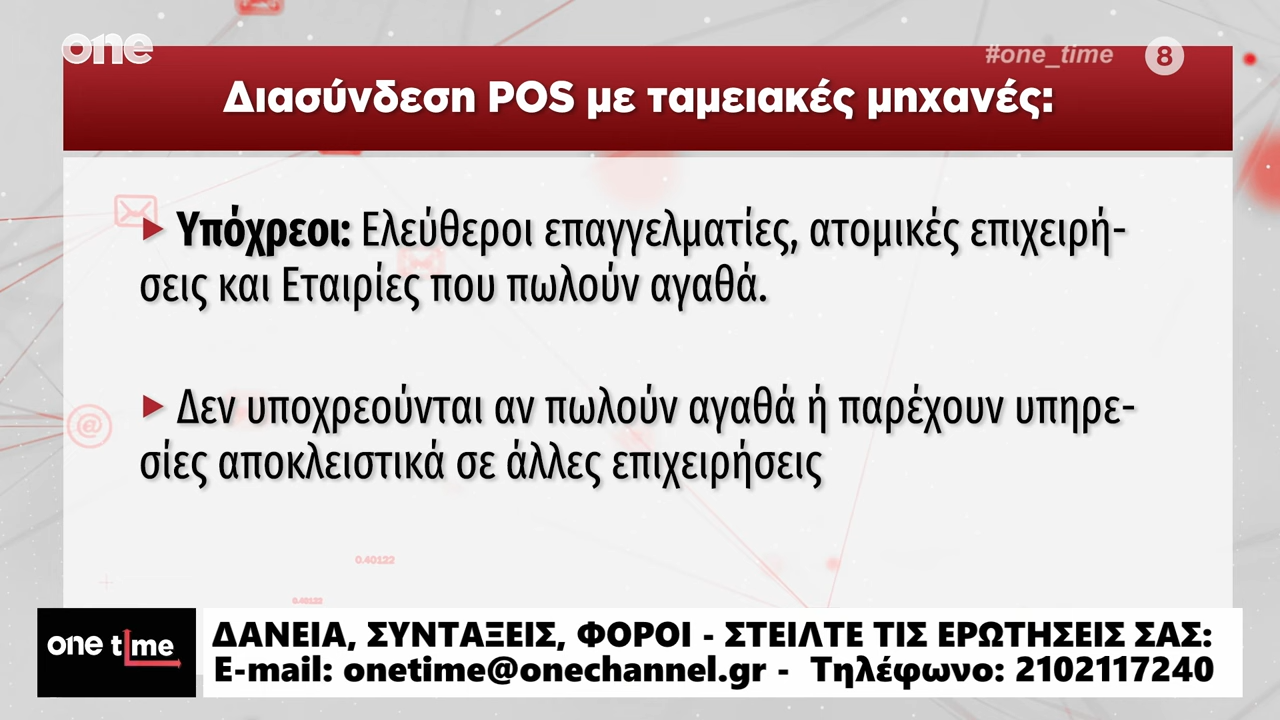 one
#one_time 8
Διασύνδεση POS με ταμειακές μηχανές:
Υπόχρεοι: Ελεύθεροι επαγγελματίες, ατομικές επιχειρή-
σεις και Εταιρίες που πωλούν αγαθά.
Δεν υποχρεούνται αν πωλούν αγαθά ή παρέχουν υπηρε-
σίες αποκλειστικά σε άλλες επιχειρήσεις
0.40122
0.40122
one time
ΔΑΝΕΙΑ, ΣΥΝΤΑΞΕΙΣ, ΦΟΡΟΙ - ΣΤΕΙΛΤΕ ΤΙΣ ΕΡΩΤΗΣΕΙΣ ΣΑΣ:
E-mail: onetime@onechannel.gr - Τηλέφωνο: 2102117240